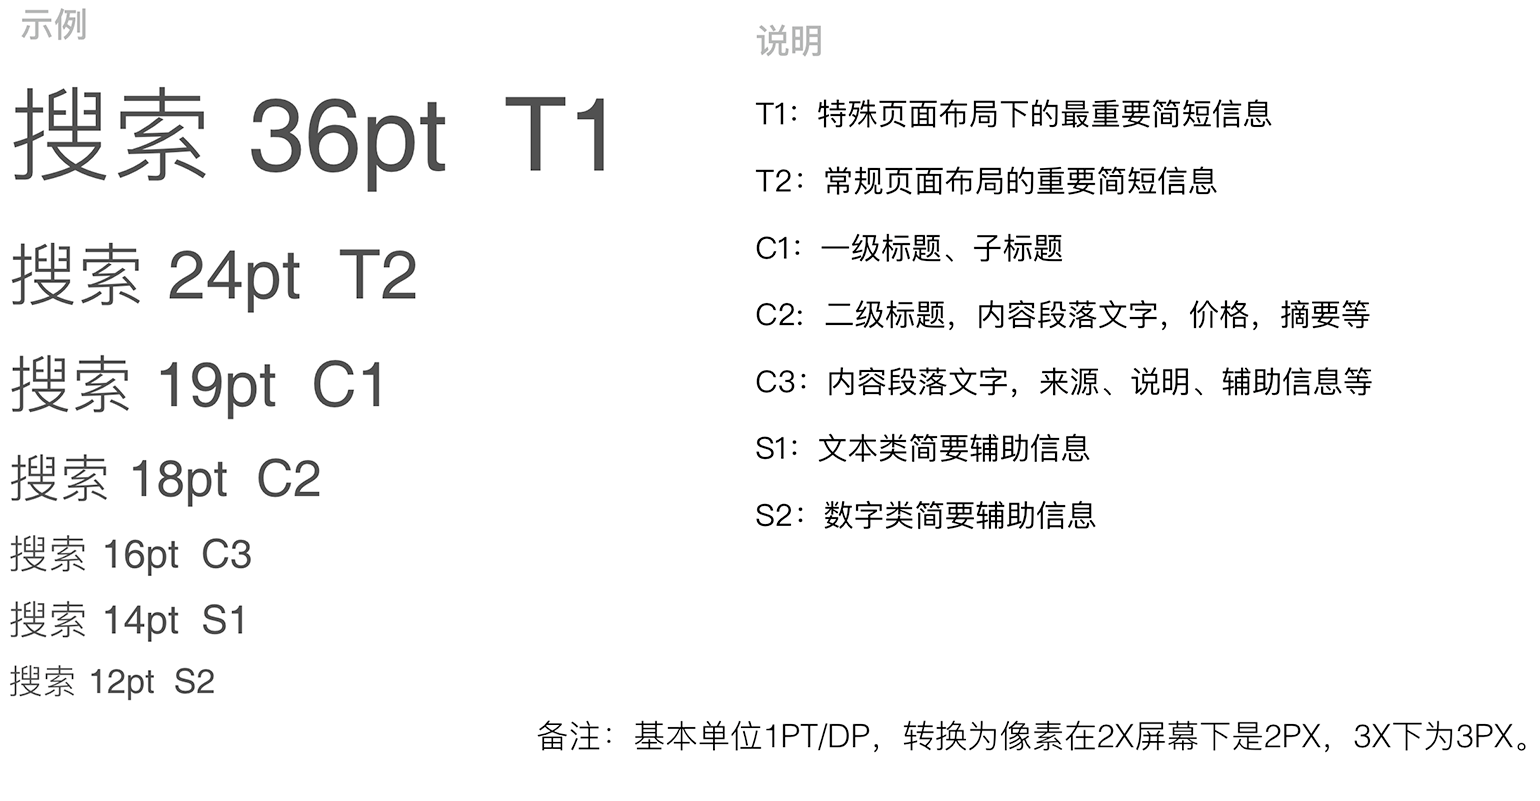 示例
搜索 36pt T1
搜索 24pt T2
搜索 19pt C1
搜索 18pt C2
搜索 16pt C3
搜索 14pt S1
搜索 12pt S2
说明
T1：特殊页面布局下的最重要简短信息
T2：常规页面布局的重要简短信息
C1：一级标题、子标题
C2：二级标题，内容段落文字，价格，摘要等
C3：内容段落文字，来源、说明、辅助信息等
S1：文本类简要辅助信息
S2：数字类简要辅助信息
备注：基本单位1PT/DP，转换为像素在2X屏幕下是2PX，3X下为3PX。